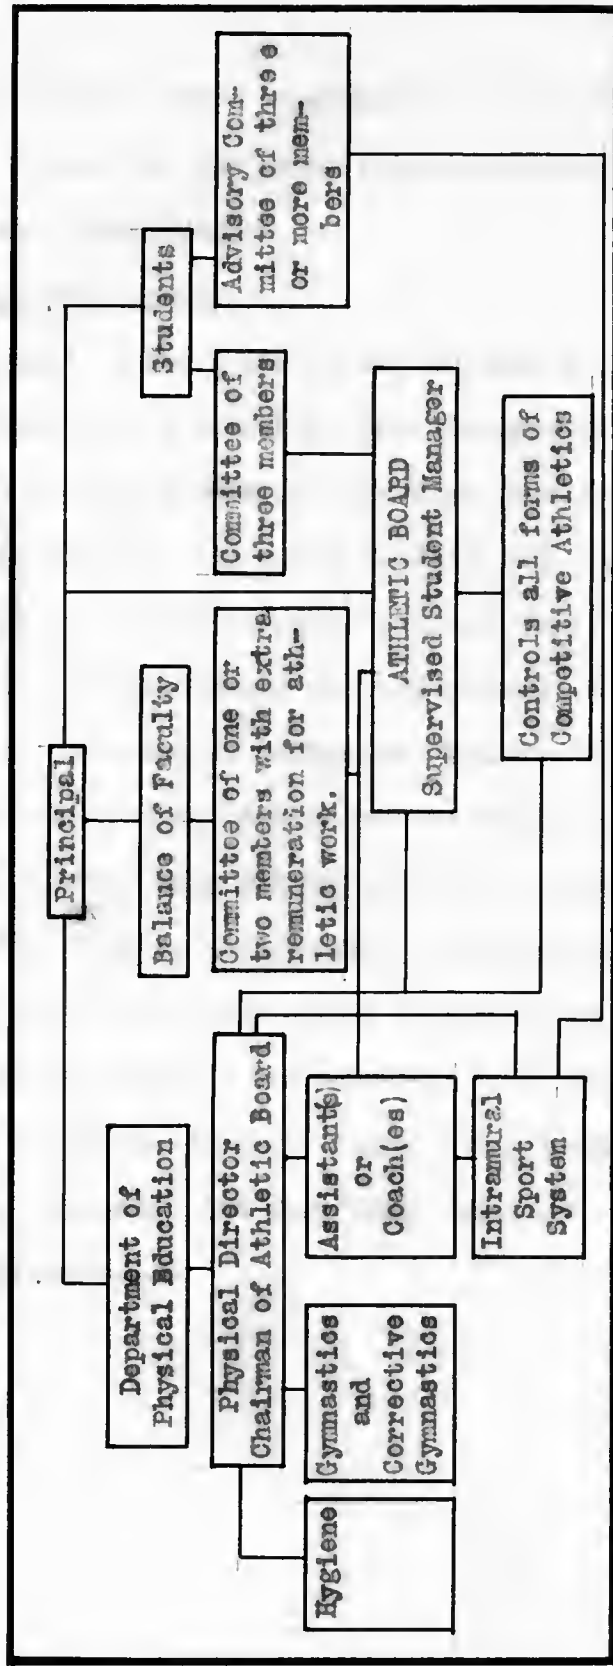 Principal
Department of
Physical Education
Balance of Faculty
Students
Physical Director
Chairman of Athletic Board
Committee of one or
two members with extra
remuneration for ath-
letic work.
Committee of
three members
Advisory Com-
mittee of three
or more mem-
bers
Hygiene
Gymnastics
and
Corrective
Gymnastics
Assistant(s)
or
Coach(es)
ATHLETIC BOARD
Supervised Student Manager
Intramural
Sport
System
Controls all forms of
Competitive Athletics